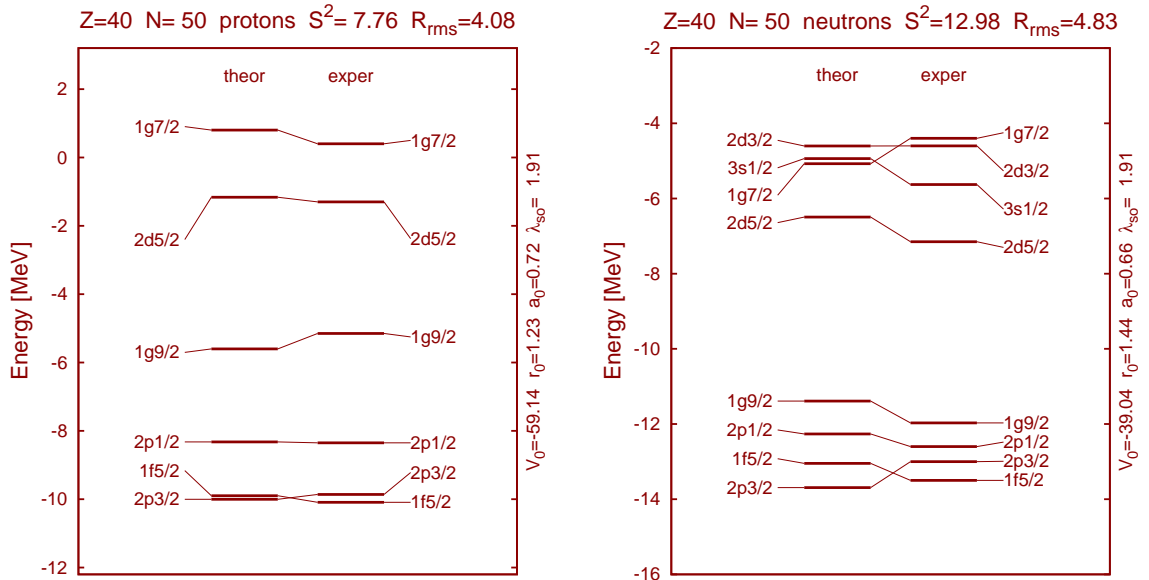 Z=40 N= 50 protons S²= 7.76 R_rms=4.08
theor exper
2
0
-2
-4
-6
-8
-10
-12
Energy [MeV]
1g7/2
2d5/2
1g9/2
2p1/2
1f5/2
2p3/2
1g7/2
2d5/2
1g9/2
2p1/2
2p3/2
1f5/2
V₀=-59.14 r₀=1.23 a₀=0.72 λ_so= 1.91
Z=40 N= 50 neutrons S²=12.98 R_rms=4.83
theor exper
-2
-4
-6
-8
-10
-12
-14
-16
Energy [MeV]
2d3/2
3s1/2
1g7/2
2d5/2
1g9/2
2p1/2
1f5/2
2p3/2
1g7/2
2d3/2
3s1/2
2d5/2
1g9/2
2p1/2
2p3/2
1f5/2
V₀=-39.04 r₀=1.44 a₀=0.66 λ_so= 1.91